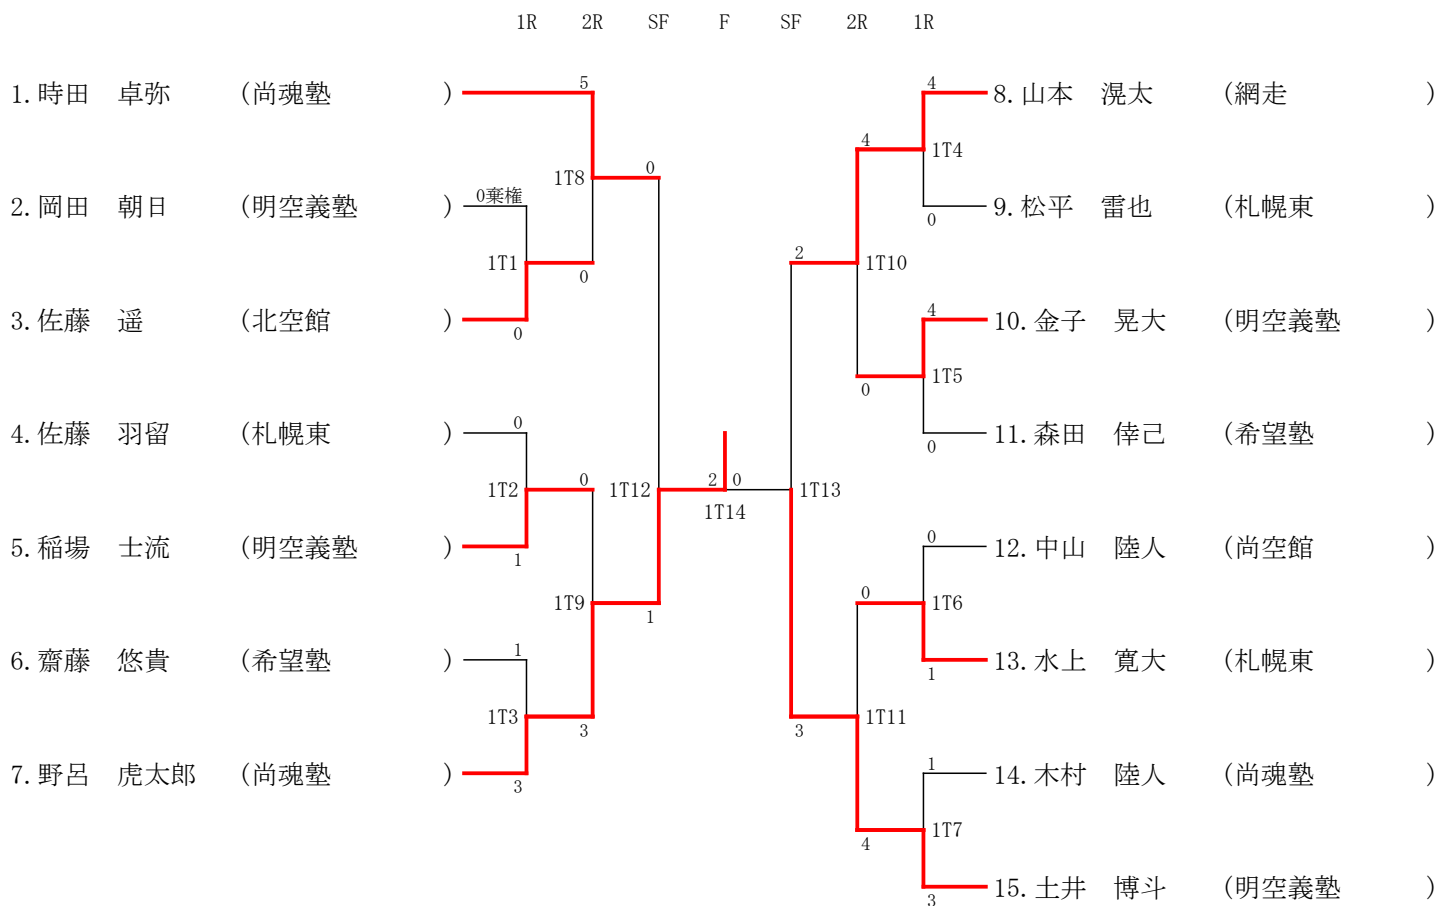 1R 2R SF F SF 2R 1R
5 4
1.時田 卓弥 (尚魂塾 ) 8.山本 滉太 (網走 )
4 1T4
1T8 0
0棄権
2.岡田 朝日 (明空義塾 ) 9.松平 雷也 (札幌東 )
0
2
1T1 1T10
0
4
3.佐藤 遥 (北空館 ) 10.金子 晃大 (明空義塾 )
0
1T5
0
0
4.佐藤 羽留 (札幌東 ) 11.森田 倖己 (希望塾 )
0
0 2 0
1T2 1T12 1T13
1T14
0
5.稲場 士流 (明空義塾 ) 12.中山 陸人 (尚空館 )
1
0
1T9 1T6
1
1
6.齋藤 悠貴 (希望塾 ) 13.水上 寛大 (札幌東 )
1
1T3 1T11
3 3
1
7.野呂 虎太郎 (尚魂塾 ) 14.木村 陸人 (尚魂塾 )
3
1T7
4
15.土井 博斗 (明空義塾 )
3